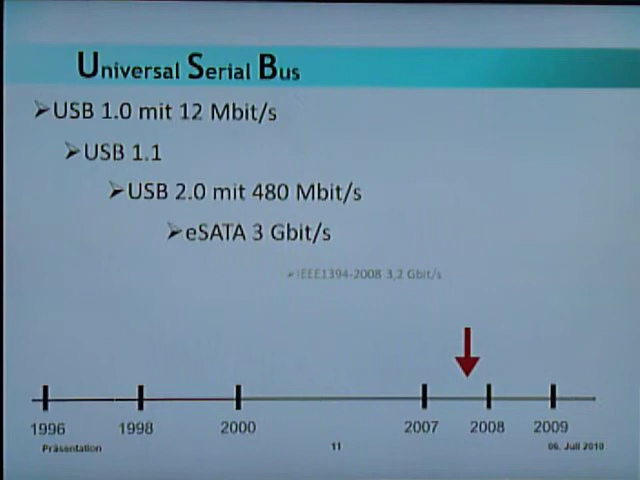 Universal Serial Bus
➢USB 1.0 mit 12 Mbit/s
➢USB 1.1
➢USB 2.0 mit 480 Mbit/s
➢eSATA 3 Gbit/s
➢IEEE1394-2008 3,2 Gbit/s
1996 1998 2000 2007 2008 2009
Präsentation 11 06. Juli 2010